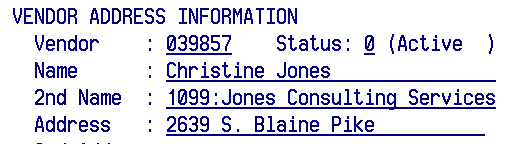 VENDOR ADDRESS INFORMATION
Vendor : 039857 Status: 0 (Active )
Name : Christine Jones
2nd Name : 1099:Jones Consulting Services
Address : 2639 S. Blaine Pike